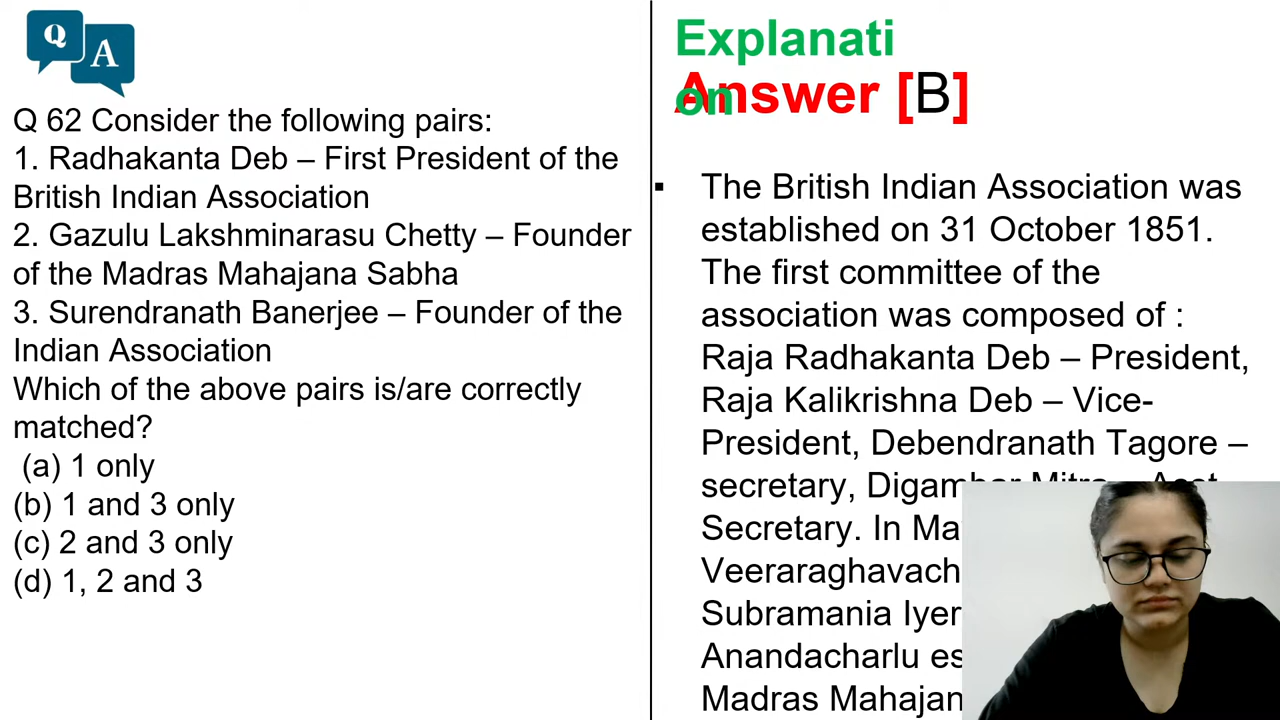 Q
A
Q 62 Consider the following pairs:
1. Radhakanta Deb – First President of the
British Indian Association
2. Gazulu Lakshminarasu Chetty – Founder
of the Madras Mahajana Sabha
3. Surendranath Banerjee – Founder of the
Indian Association
Which of the above pairs is/are correctly
matched?
(a) 1 only
(b) 1 and 3 only
(c) 2 and 3 only
(d) 1, 2 and 3
Explanati
on
Answer [B]
▪ The British Indian Association was
established on 31 October 1851.
The first committee of the
association was composed of :
Raja Radhakanta Deb – President,
Raja Kalikrishna Deb – Vice-
President, Debendranath Tagore –
secretary, Digambar Mitra
Secretary. In
Subramania Iyer
Anandacharlu
Madras